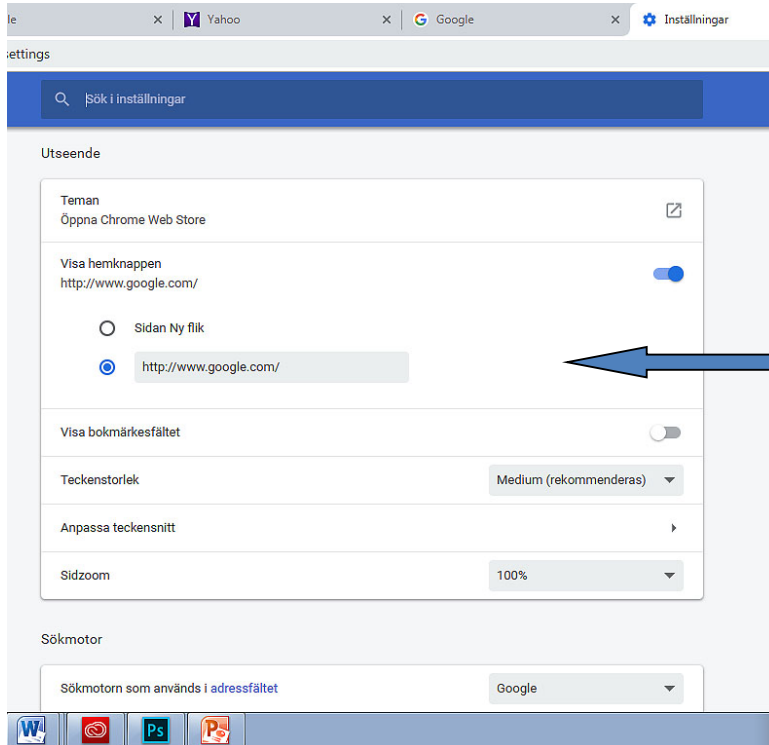 le
Yahoo
Google
Inställningar
settings
Sök i inställningar
Utseende
Teman
Öppna Chrome Web Store
Visa hemknappen
http://www.google.com/
Sidan Ny flik
http://www.google.com/
Visa bokmärkesfältet
Teckenstorlek Medium (rekommenderas)
Anpassa teckensnitt
Sidzoom 100%
Sökmotor
Sökmotorn som används i adressfältet Google
W
Ps
P